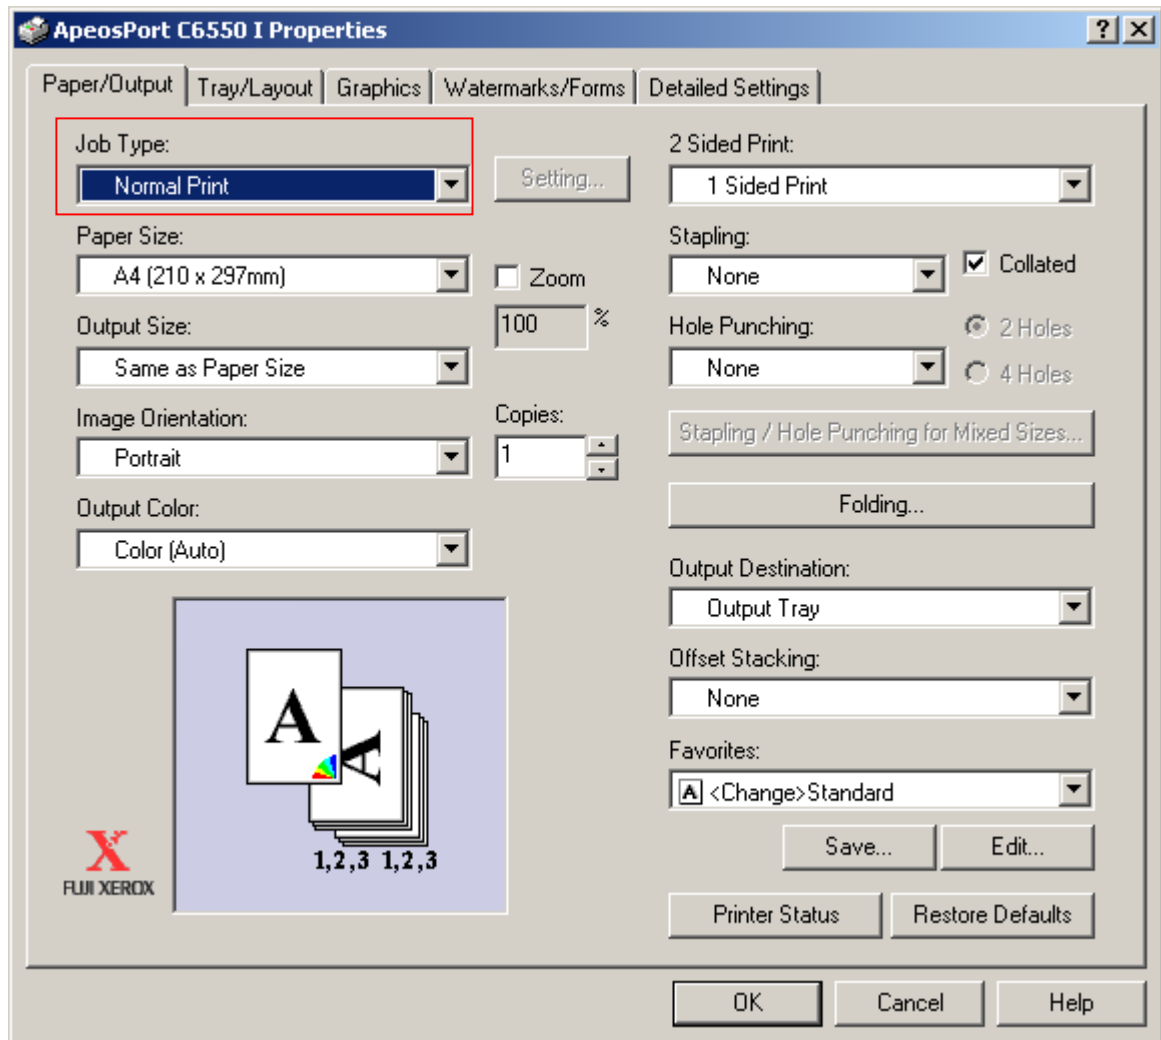 ApeosPort C6550 I Properties
Paper/Output
Tray/Layout
Graphics
Watermarks/Forms
Detailed Settings
Job Type:
Normal Print
Setting...
Paper Size:
A4 (210 x 297mm)
Zoom
100 %
Output Size:
Same as Paper Size
Image Orientation:
Portrait
Copies:
1
Output Color:
Color (Auto)
A
A
1,2,3 1,2,3
X
FUJI XEROX
2 Sided Print:
1 Sided Print
Stapling:
None
Collated
Hole Punching:
None
2 Holes
4 Holes
Stapling / Hole Punching for Mixed Sizes...
Folding...
Output Destination:
Output Tray
Offset Stacking:
None
Favorites:
A <Change>Standard
Save...
Edit...
Printer Status
Restore Defaults
OK
Cancel
Help